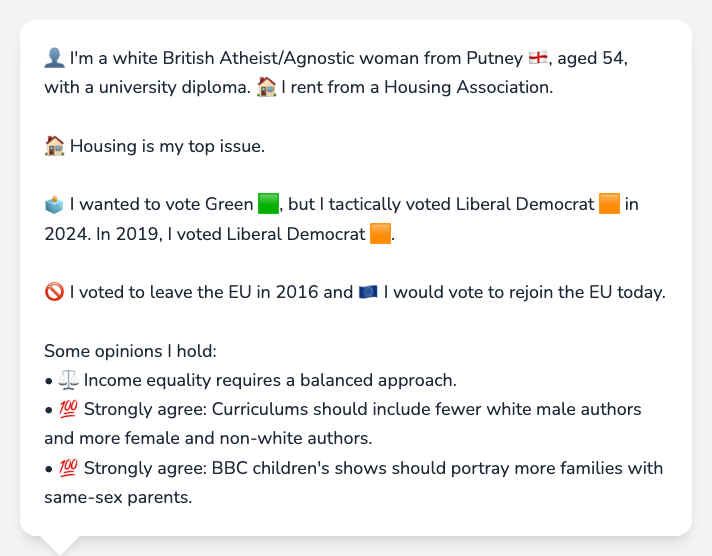 👤 I'm a white British Atheist/Agnostic woman from Putney 🏴󠁧󠁢󠁥󠁮󠁧󠁿, aged 54,
with a university diploma. 🏠 I rent from a Housing Association.
🏠 Housing is my top issue.
🗳️ I wanted to vote Green 🟩, but I tactically voted Liberal Democrat 🟧 in
2024. In 2019, I voted Liberal Democrat 🟧.
🚫 I voted to leave the EU in 2016 and 🇪🇺 I would vote to rejoin the EU today.
Some opinions I hold:
• ⚖️ Income equality requires a balanced approach.
• 💯 Strongly agree: Curriculums should include fewer white male authors
and more female and non-white authors.
• 💯 Strongly agree: BBC children's shows should portray more families with
same-sex parents.